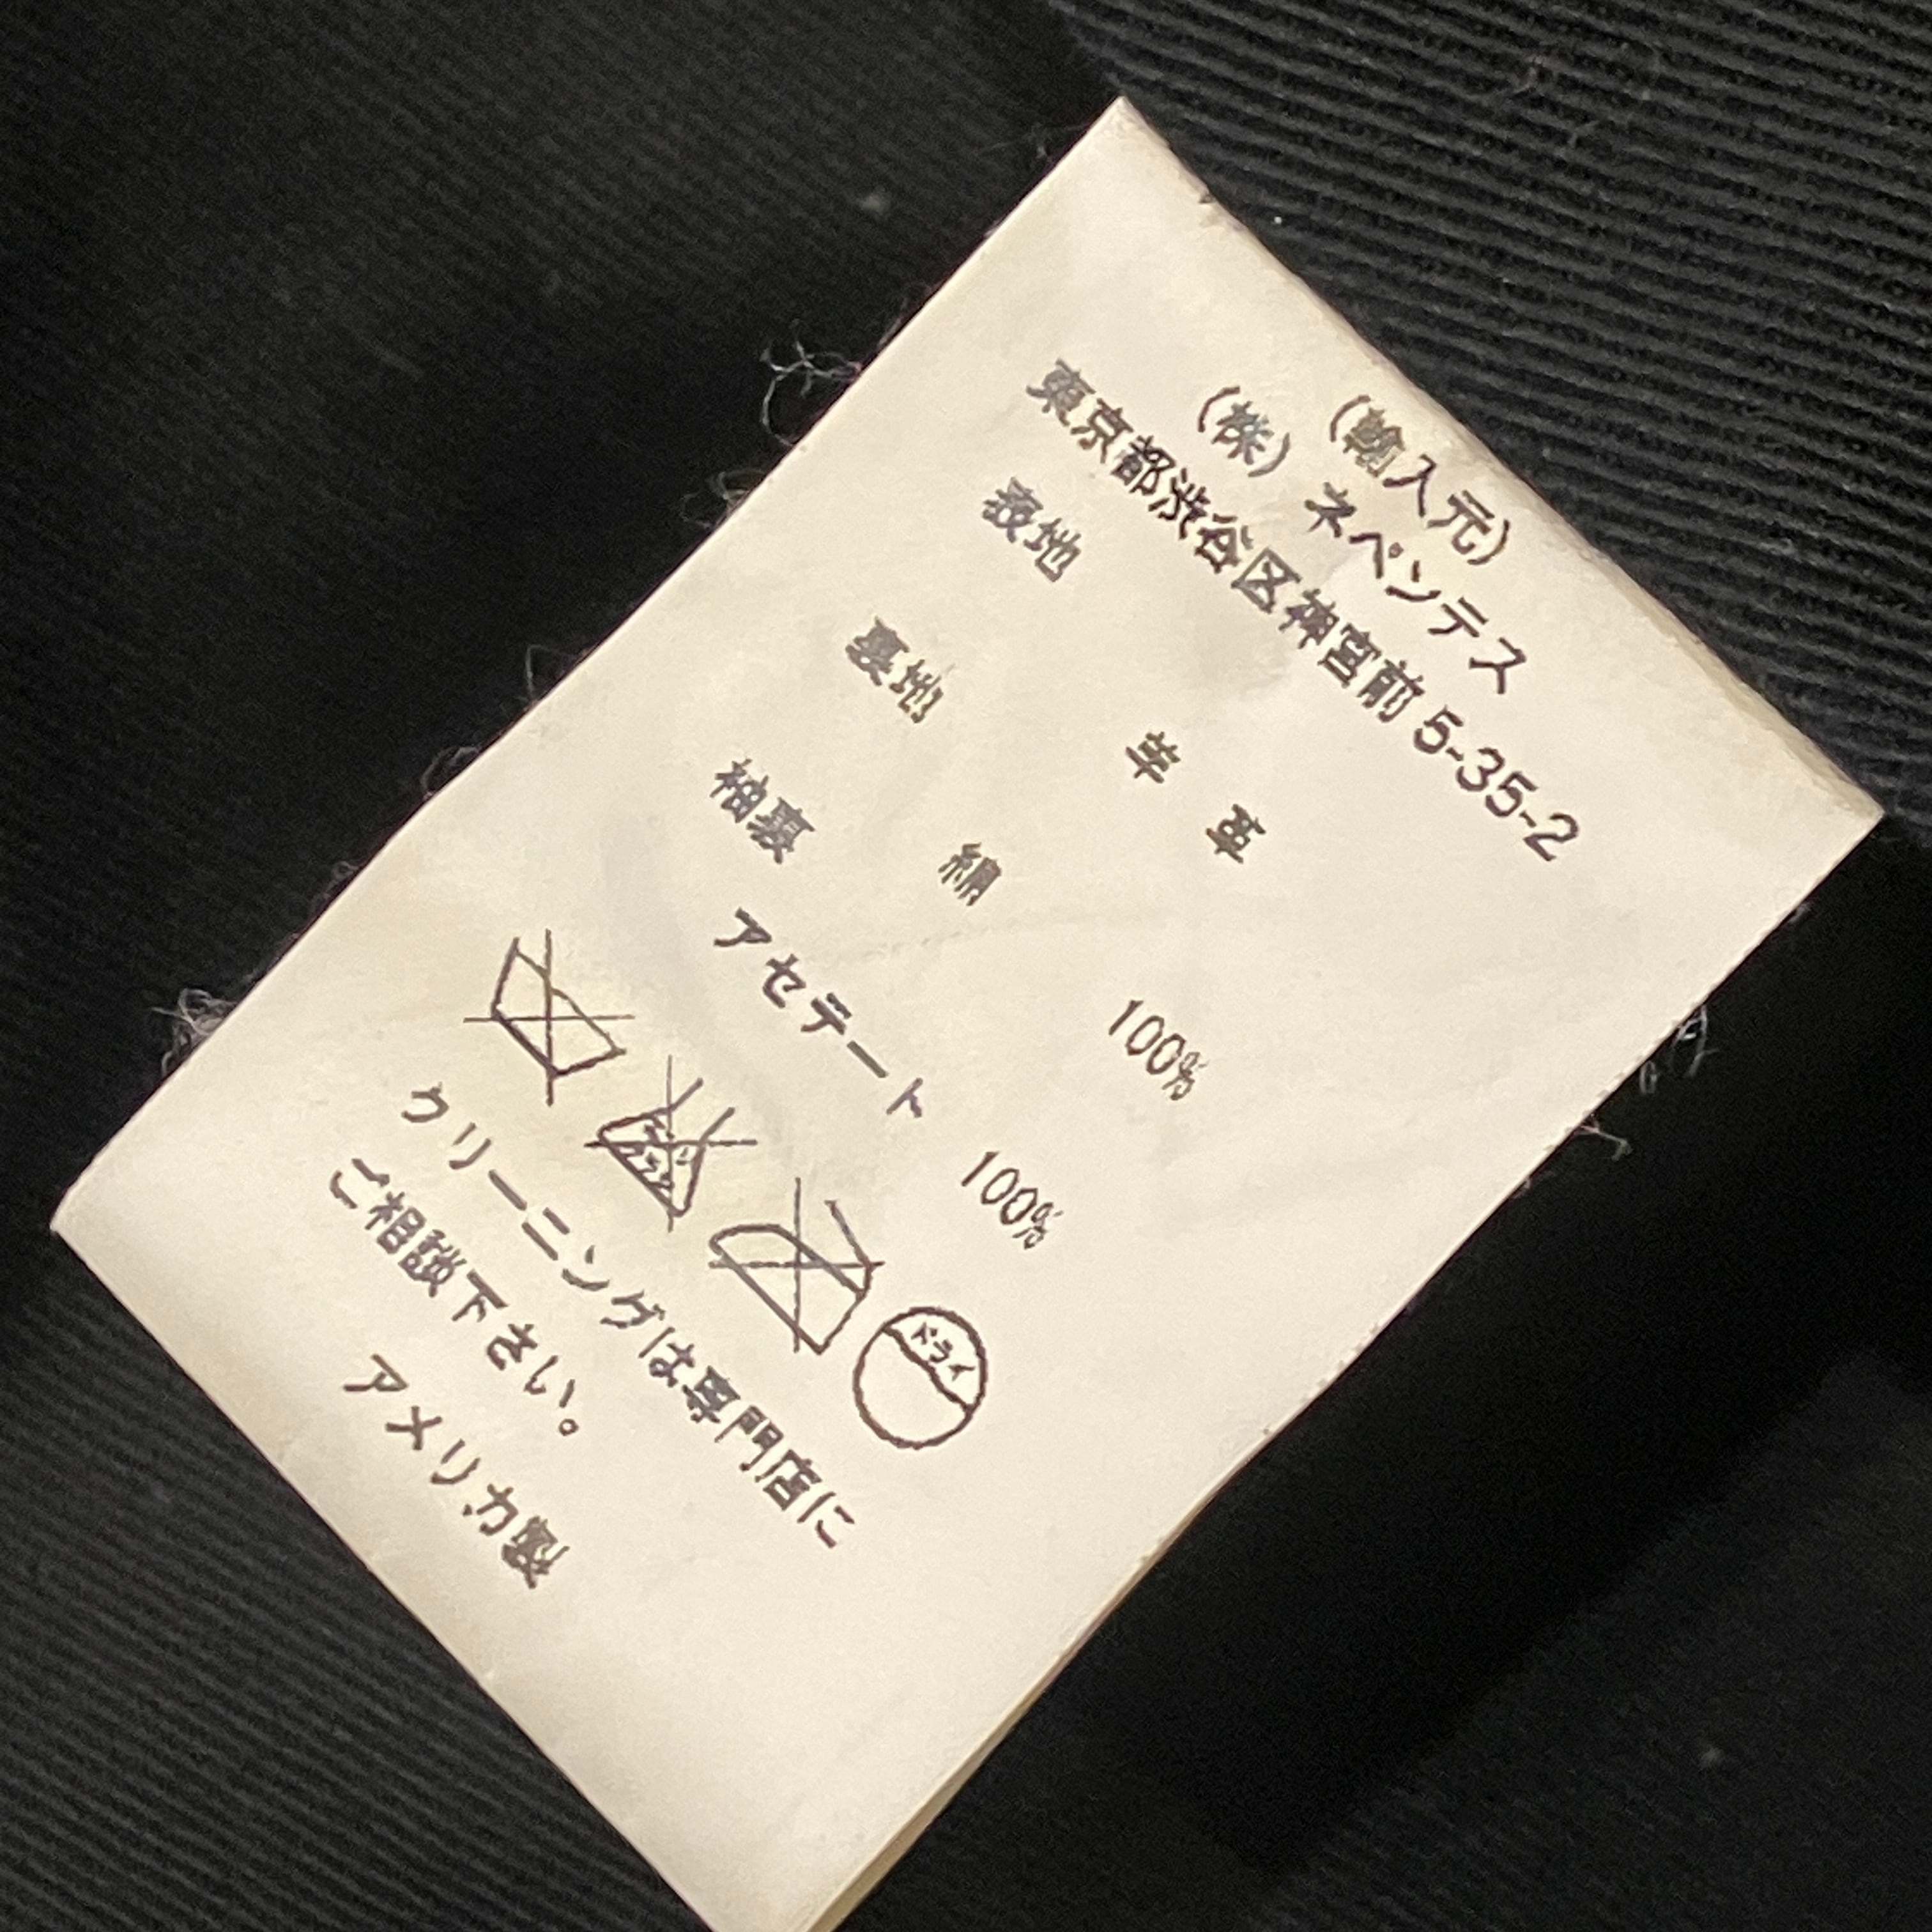 (輸入元)
(株) ネペンテス
東京都渋谷区神宮前 5-35-2
表地 羊 革
裏地 絹 100%
袖裏 アセテート 100%
ドライ
クリーニングは専門店に
ご相談下さい。
アメリカ製